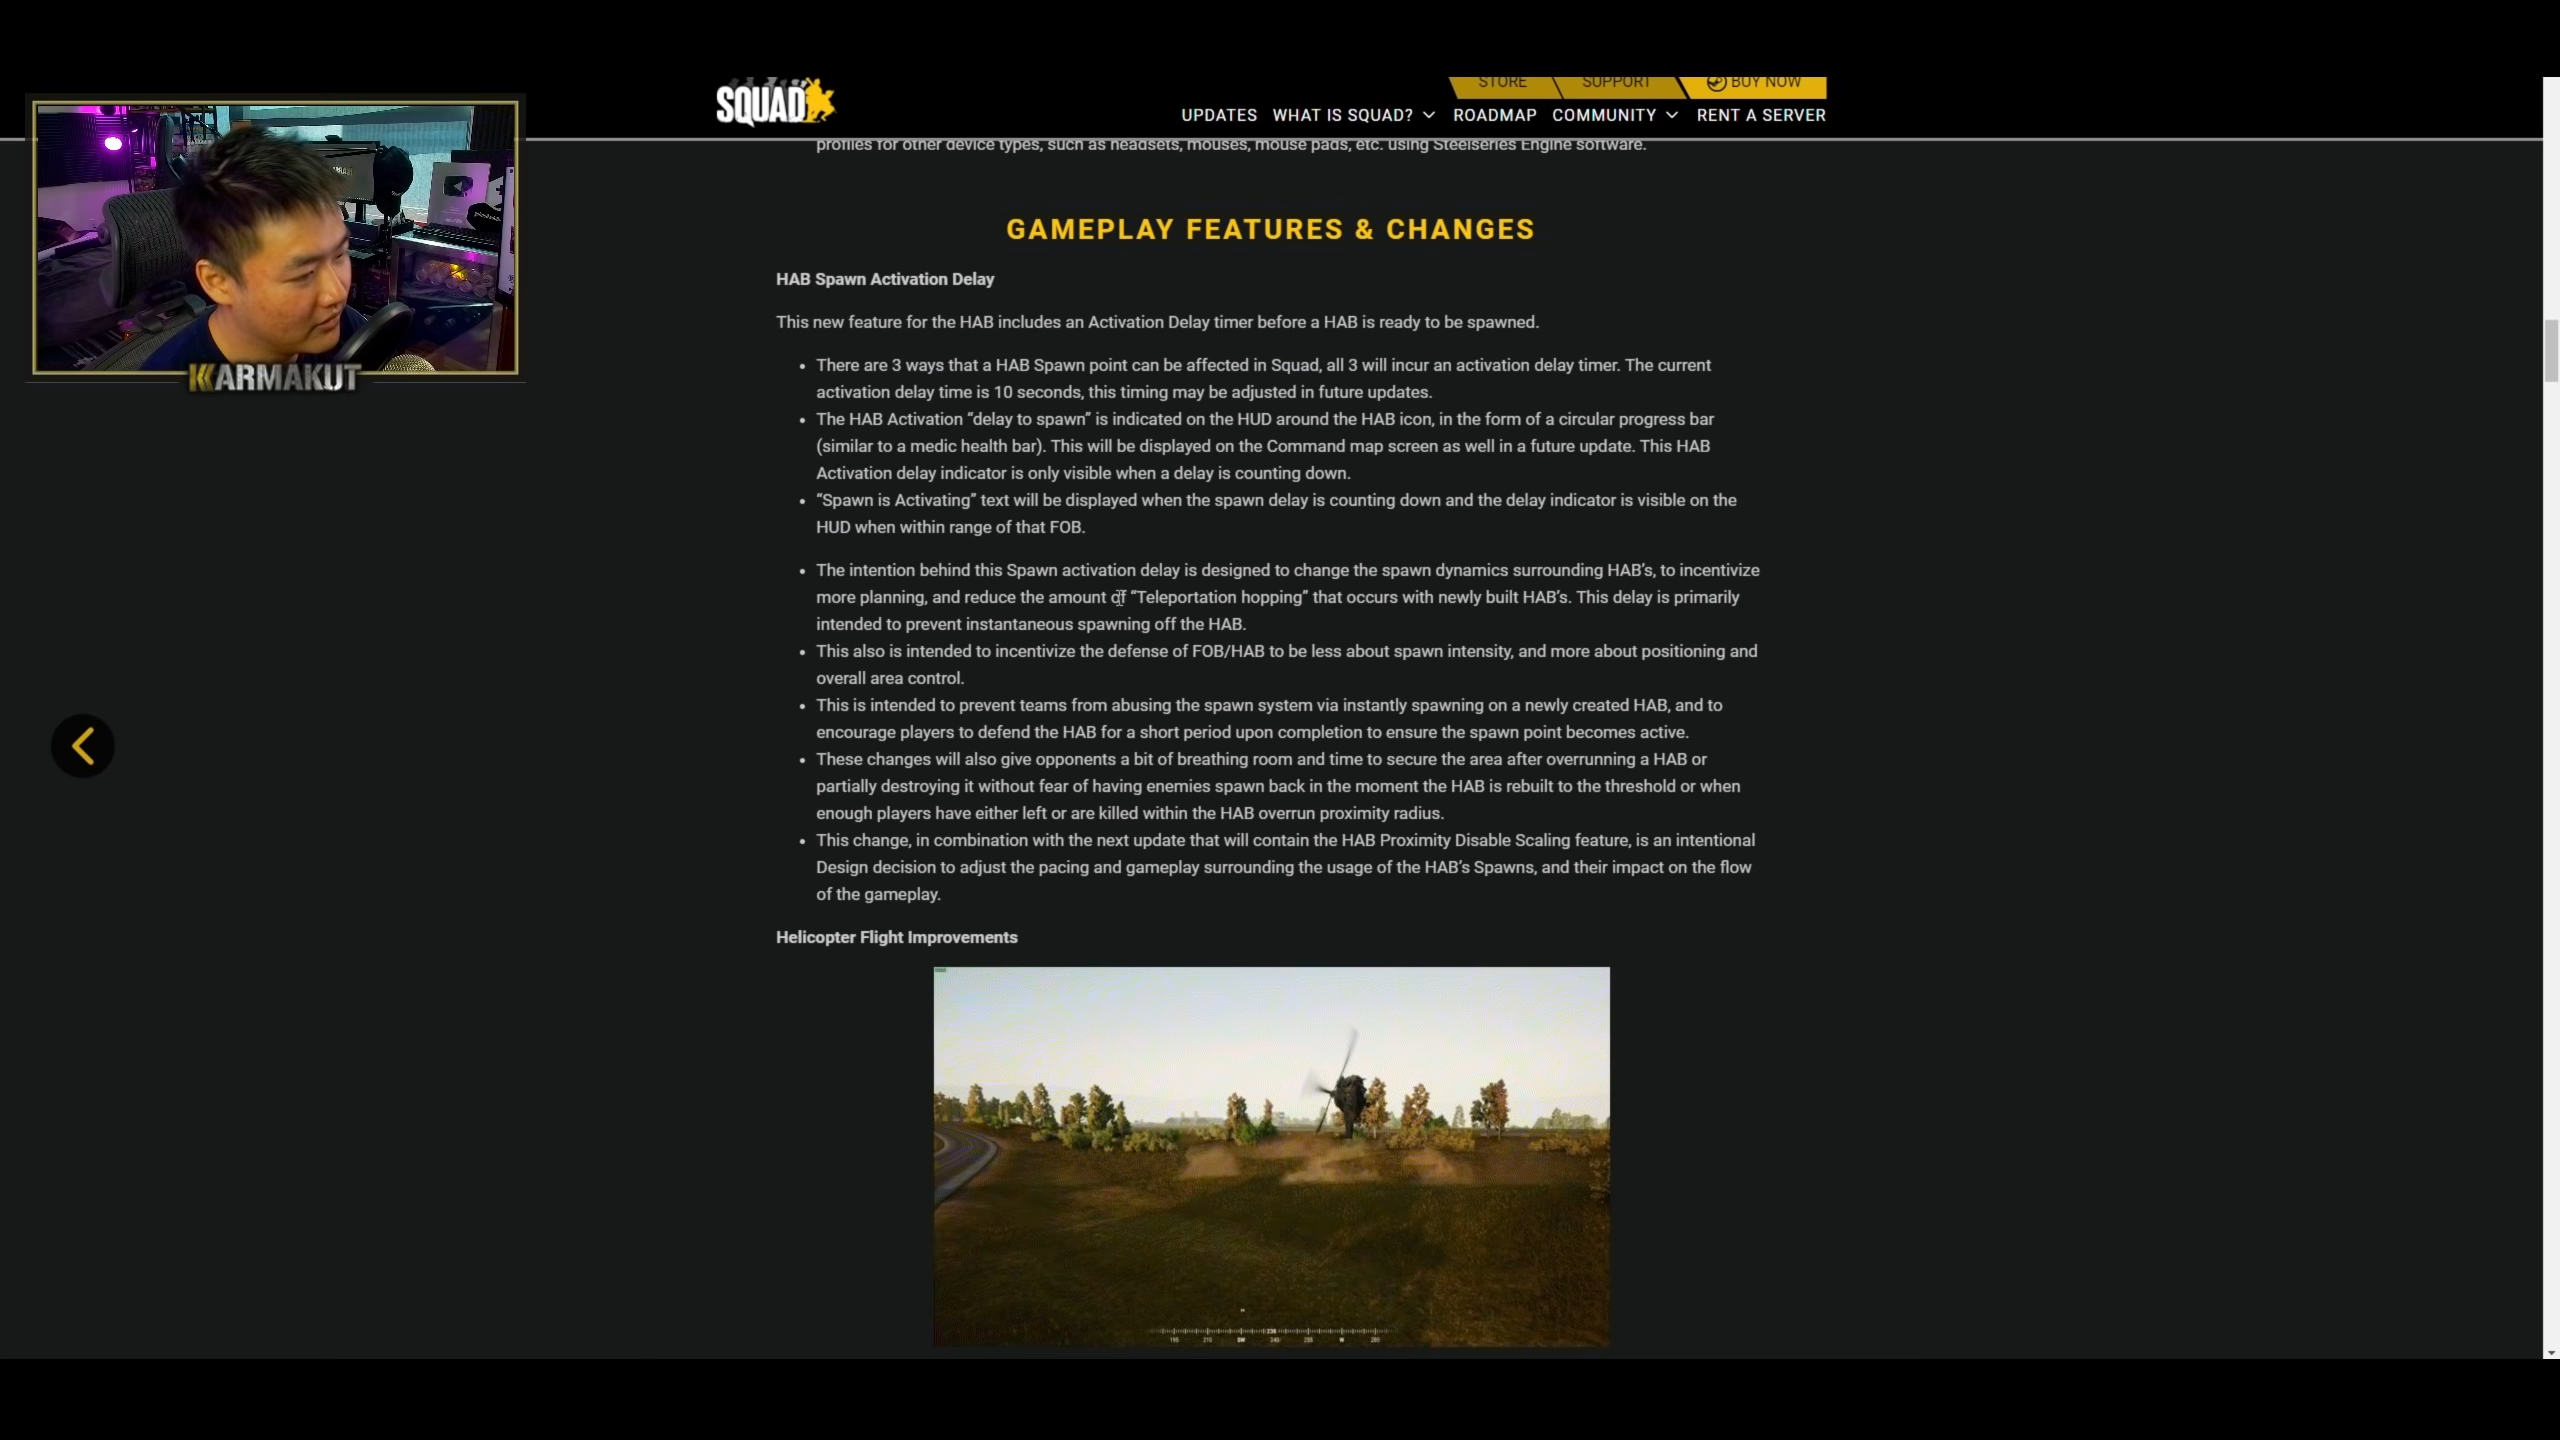 STORE
SUPPORT
BUY NOW
SQUAD
UPDATES
WHAT IS SQUAD?
ROADMAP
COMMUNITY
RENT A SERVER
KARMAKUT
profiles for other device types, such as headsets, mouses, mouse pads, etc. using Steelseries Engine software.
GAMEPLAY FEATURES & CHANGES
HAB Spawn Activation Delay
This new feature for the HAB includes an Activation Delay timer before a HAB is ready to be spawned.
• There are 3 ways that a HAB Spawn point can be affected in Squad, all 3 will incur an activation delay timer. The current
activation delay time is 10 seconds, this timing may be adjusted in future updates.
• The HAB Activation “delay to spawn” is indicated on the HUD around the HAB icon, in the form of a circular progress bar
(similar to a medic health bar). This will be displayed on the Command map screen as well in a future update. This HAB
Activation delay indicator is only visible when a delay is counting down.
• “Spawn is Activating” text will be displayed when the spawn delay is counting down and the delay indicator is visible on the
HUD when within range of that FOB.
• The intention behind this Spawn activation delay is designed to change the spawn dynamics surrounding HAB’s, to incentivize
more planning, and reduce the amount of “Teleportation hopping” that occurs with newly built HAB’s. This delay is primarily
intended to prevent instantaneous spawning off the HAB.
• This also is intended to incentivize the defense of FOB/HAB to be less about spawn intensity, and more about positioning and
overall area control.
• This is intended to prevent teams from abusing the spawn system via instantly spawning on a newly created HAB, and to
encourage players to defend the HAB for a short period upon completion to ensure the spawn point becomes active.
• These changes will also give opponents a bit of breathing room and time to secure the area after overrunning a HAB or
partially destroying it without fear of having enemies spawn back in the moment the HAB is rebuilt to the threshold or when
enough players have either left or are killed within the HAB overrun proximity radius.
• This change, in combination with the next update that will contain the HAB Proximity Disable Scaling feature, is an intentional
Design decision to adjust the pacing and gameplay surrounding the usage of the HAB’s Spawns, and their impact on the flow
of the gameplay.
Helicopter Flight Improvements
195 210 SW 240 255 W 285